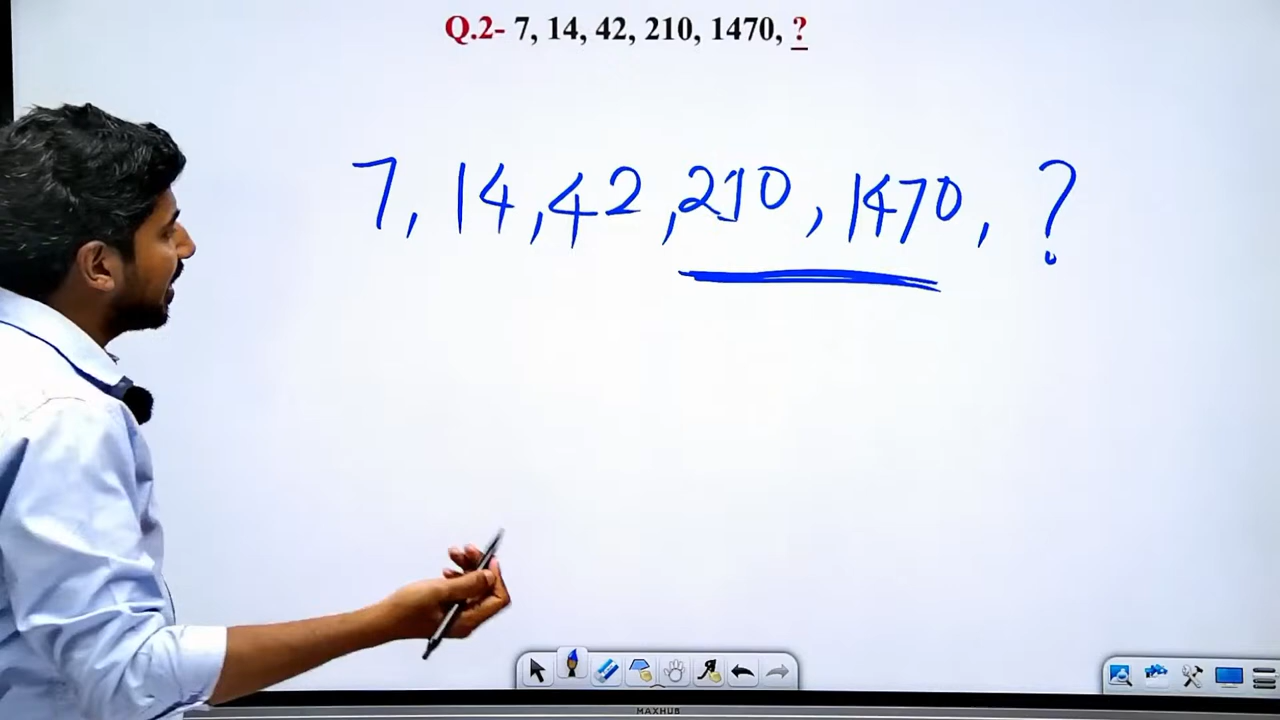 Q.2- 7, 14, 42, 210, 1470, ?
7, 14, 42, 210, 1470, ?
MAXHUB